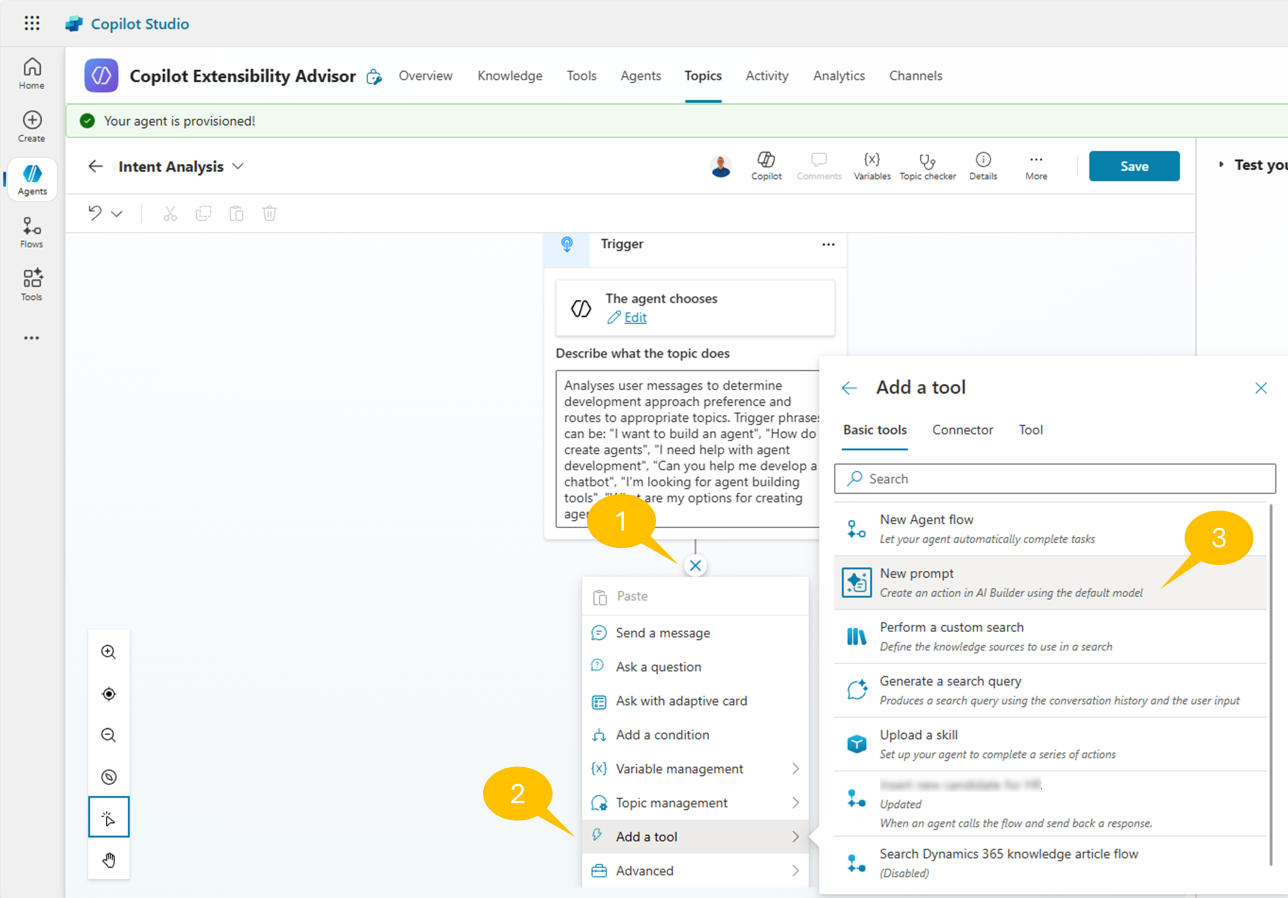 Copilot Studio
Home
Create
Agents
Flows
Tools
Copilot Extensibility Advisor
Overview
Knowledge
Tools
Agents
Topics
Activity
Analytics
Channels
Your agent is provisioned!
Intent Analysis
Copilot
Comments
Variables
Topic checker
Details
More
Save
Test you
Trigger
The agent chooses
Edit
Describe what the topic does
Analyses user messages to determine
development approach preference and
routes to appropriate topics. Trigger phrases
can be: "I want to build an agent", "How do
create agents", "I need help with agent
development", "Can you help me develop a
chatbot", "I'm looking for agent building
tools", are my options for creating
1
Paste
Send a message
Ask a question
Ask with adaptive card
Add a condition
{x} Variable management
Topic management
2
Add a tool
Advanced
Add a tool
Basic tools
Connector
Tool
Search
New Agent flow
Let your agent automatically complete tasks
3
New prompt
Create an action in AI Builder using the default model
Perform a custom search
Define the knowledge sources to use in a search
Generate a search query
Produces a search query using the conversation history and the user input
Upload a skill
Set up your agent to complete a series of actions
Updated
When an agent calls the flow and send back a response.
Search Dynamics 365 knowledge article flow
(Disabled)